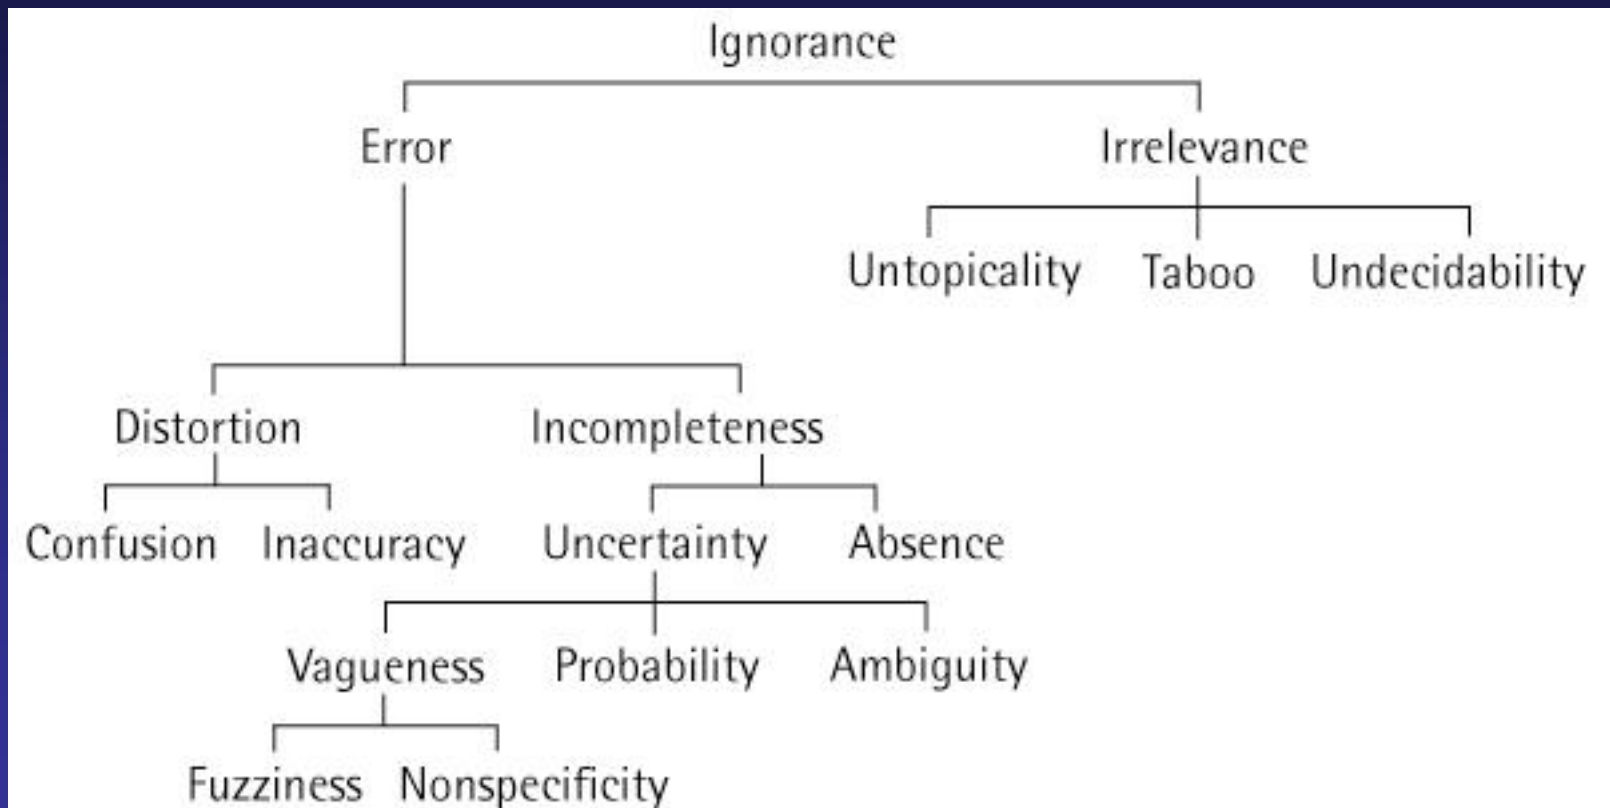 Ignorance
Error Irrelevance
Untopicality Taboo Undecidability
Distortion Incompleteness
Confusion Inaccuracy Uncertainty Absence
Vagueness Probability Ambiguity
Fuzziness Nonspecificity